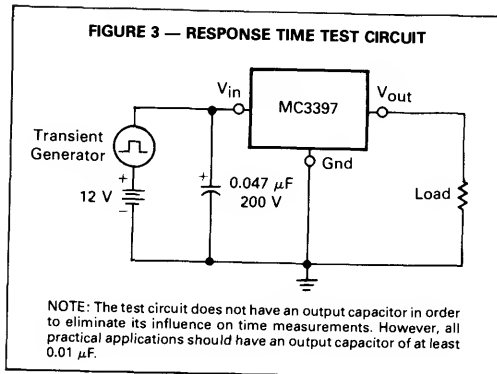 FIGURE 3 — RESPONSE TIME TEST CIRCUIT
Vin
MC3397
Vout
Transient
Generator
Gnd
+
12 V
−
+
0.047 μF
200 V
Load
NOTE: The test circuit does not have an output capacitor in order
to eliminate its influence on time measurements. However, all
practical applications should have an output capacitor of at least
0.01 μF.